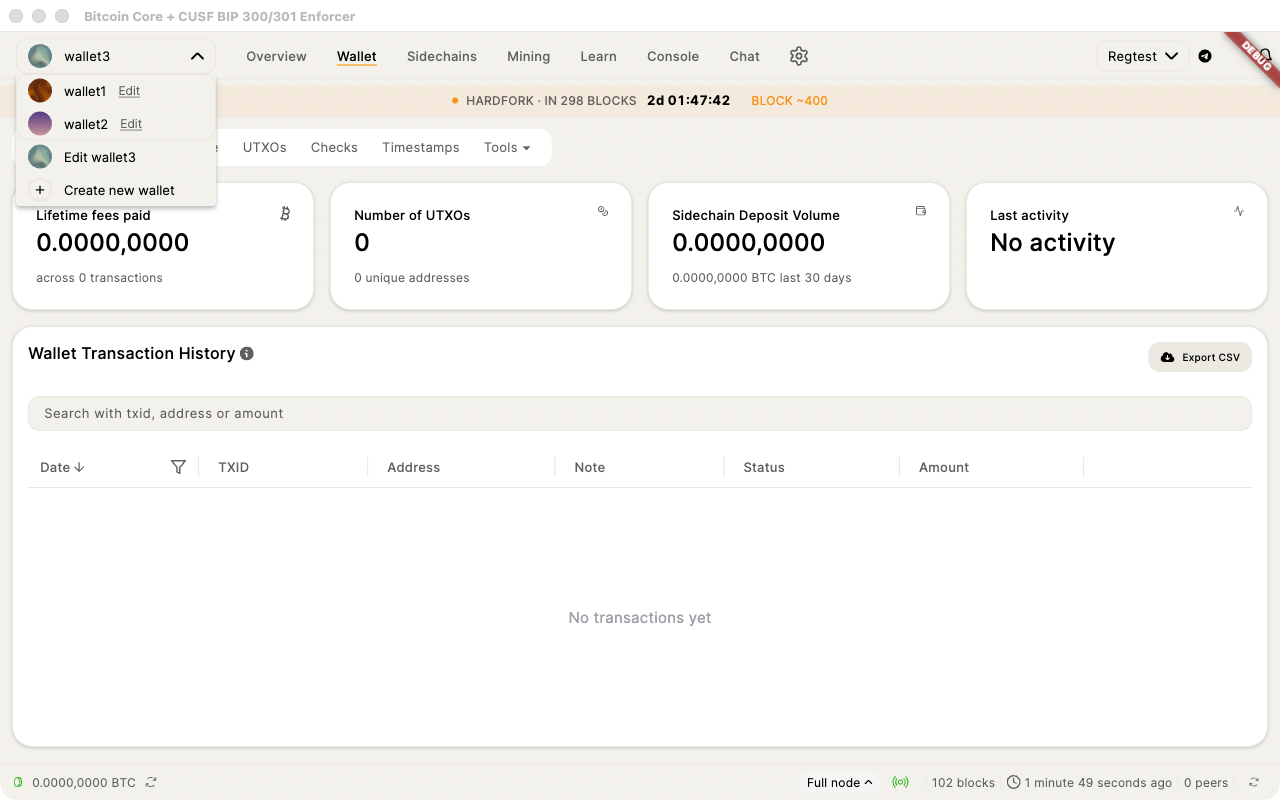 Bitcoin Core + CUSF BIP 300/301 Enforcer
wallet3
Overview
Wallet
Sidechains
Mining
Learn
Console
Chat
Regtest
DEBUG
wallet1 Edit
wallet2 Edit
Edit wallet3
Create new wallet
HARDFORK · IN 298 BLOCKS 2d 01:47:42 BLOCK ~400
UTXOs
Checks
Timestamps
Tools
Lifetime fees paid
0.0000,0000
across 0 transactions
Number of UTXOs
0
0 unique addresses
Sidechain Deposit Volume
0.0000,0000
0.0000,0000 BTC last 30 days
Last activity
No activity
Wallet Transaction History
Export CSV
Search with txid, address or amount
Date
TXID
Address
Note
Status
Amount
No transactions yet
0.0000,0000 BTC
Full node
102 blocks
1 minute 49 seconds ago
0 peers